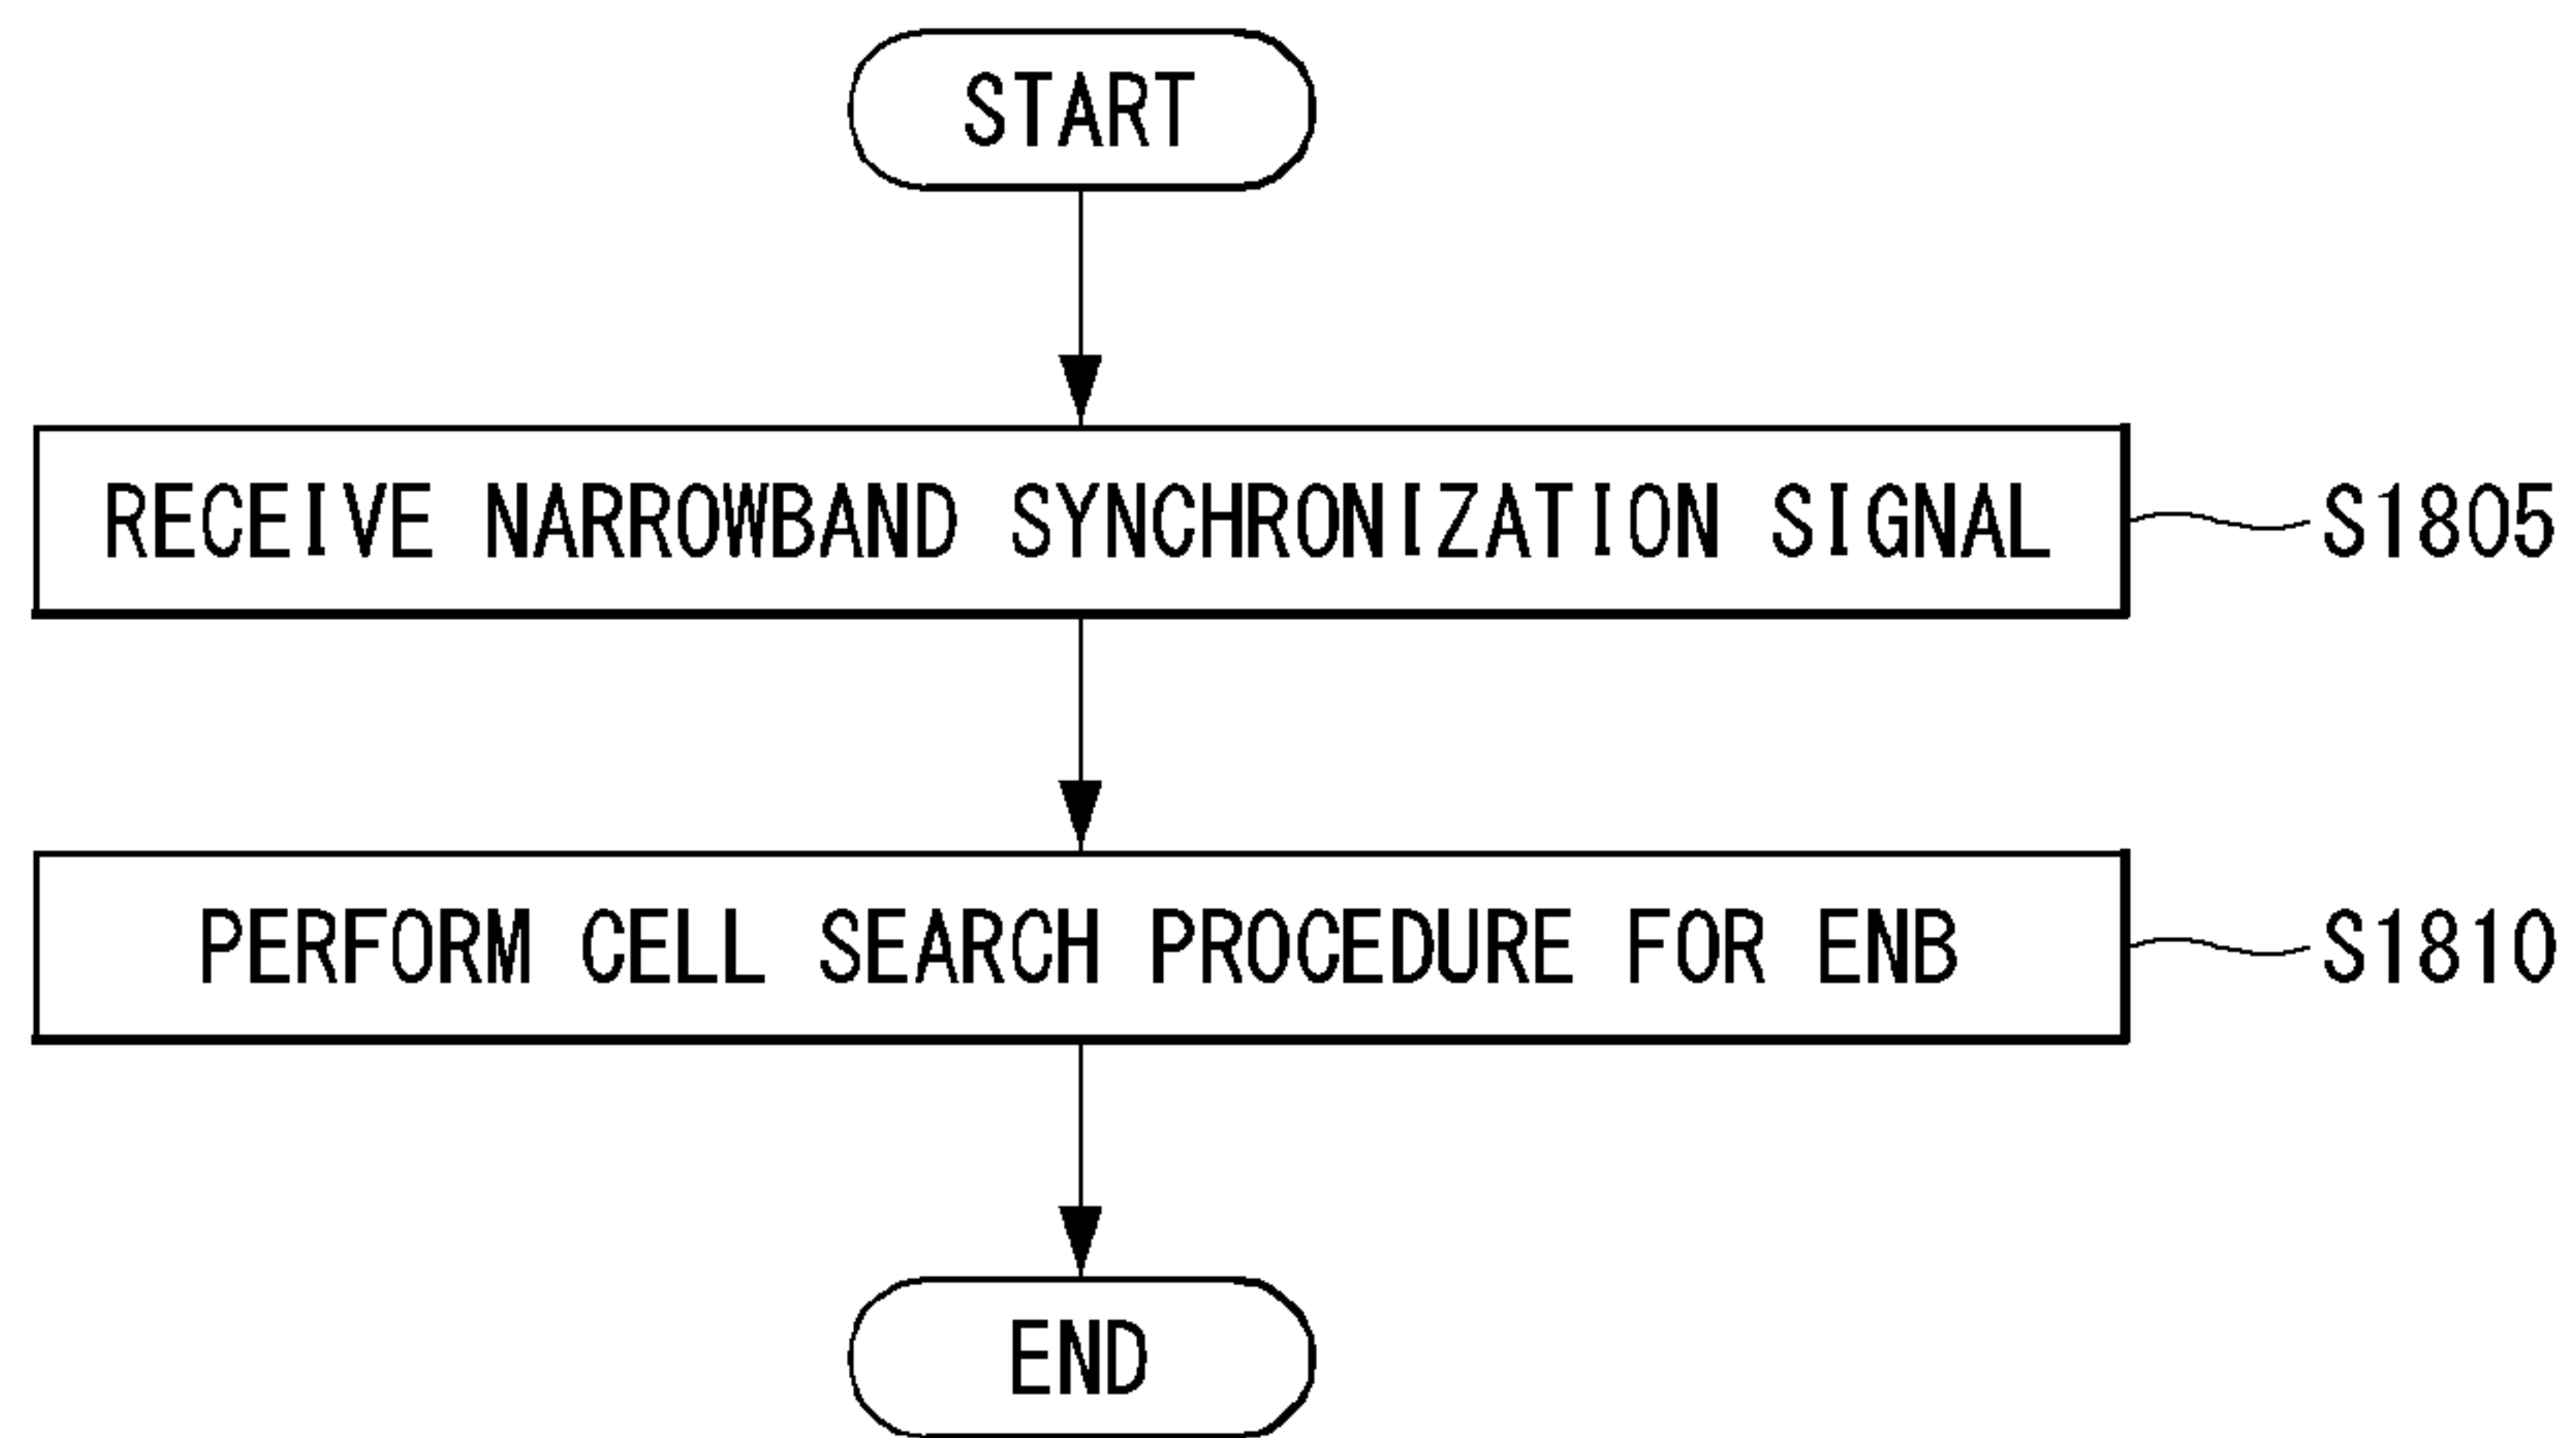 START
RECEIVE NARROWBAND SYNCHRONIZATION SIGNAL
S1805
PERFORM CELL SEARCH PROCEDURE FOR ENB
S1810
END